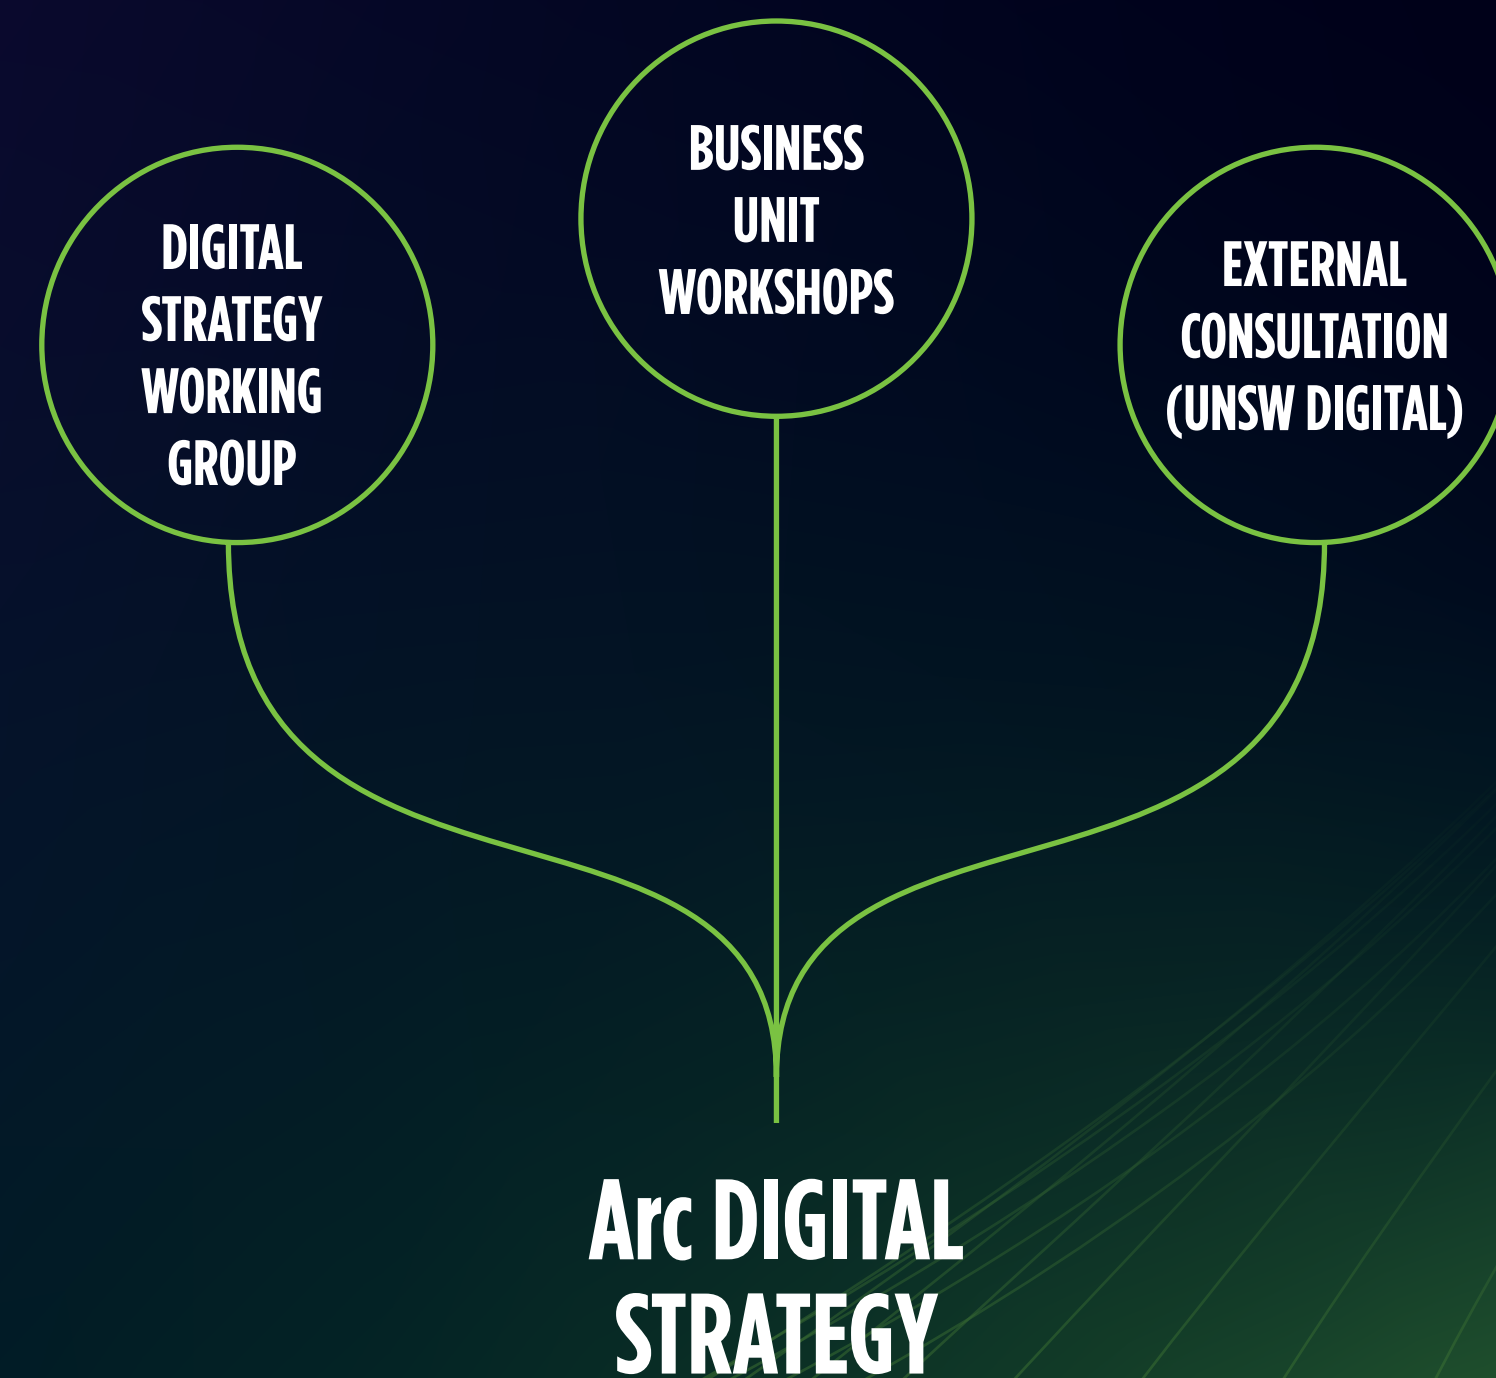 DIGITAL
STRATEGY
WORKING
GROUP
BUSINESS
UNIT
WORKSHOPS
EXTERNAL
CONSULTATION
(UNSW DIGITAL)
Arc DIGITAL
STRATEGY